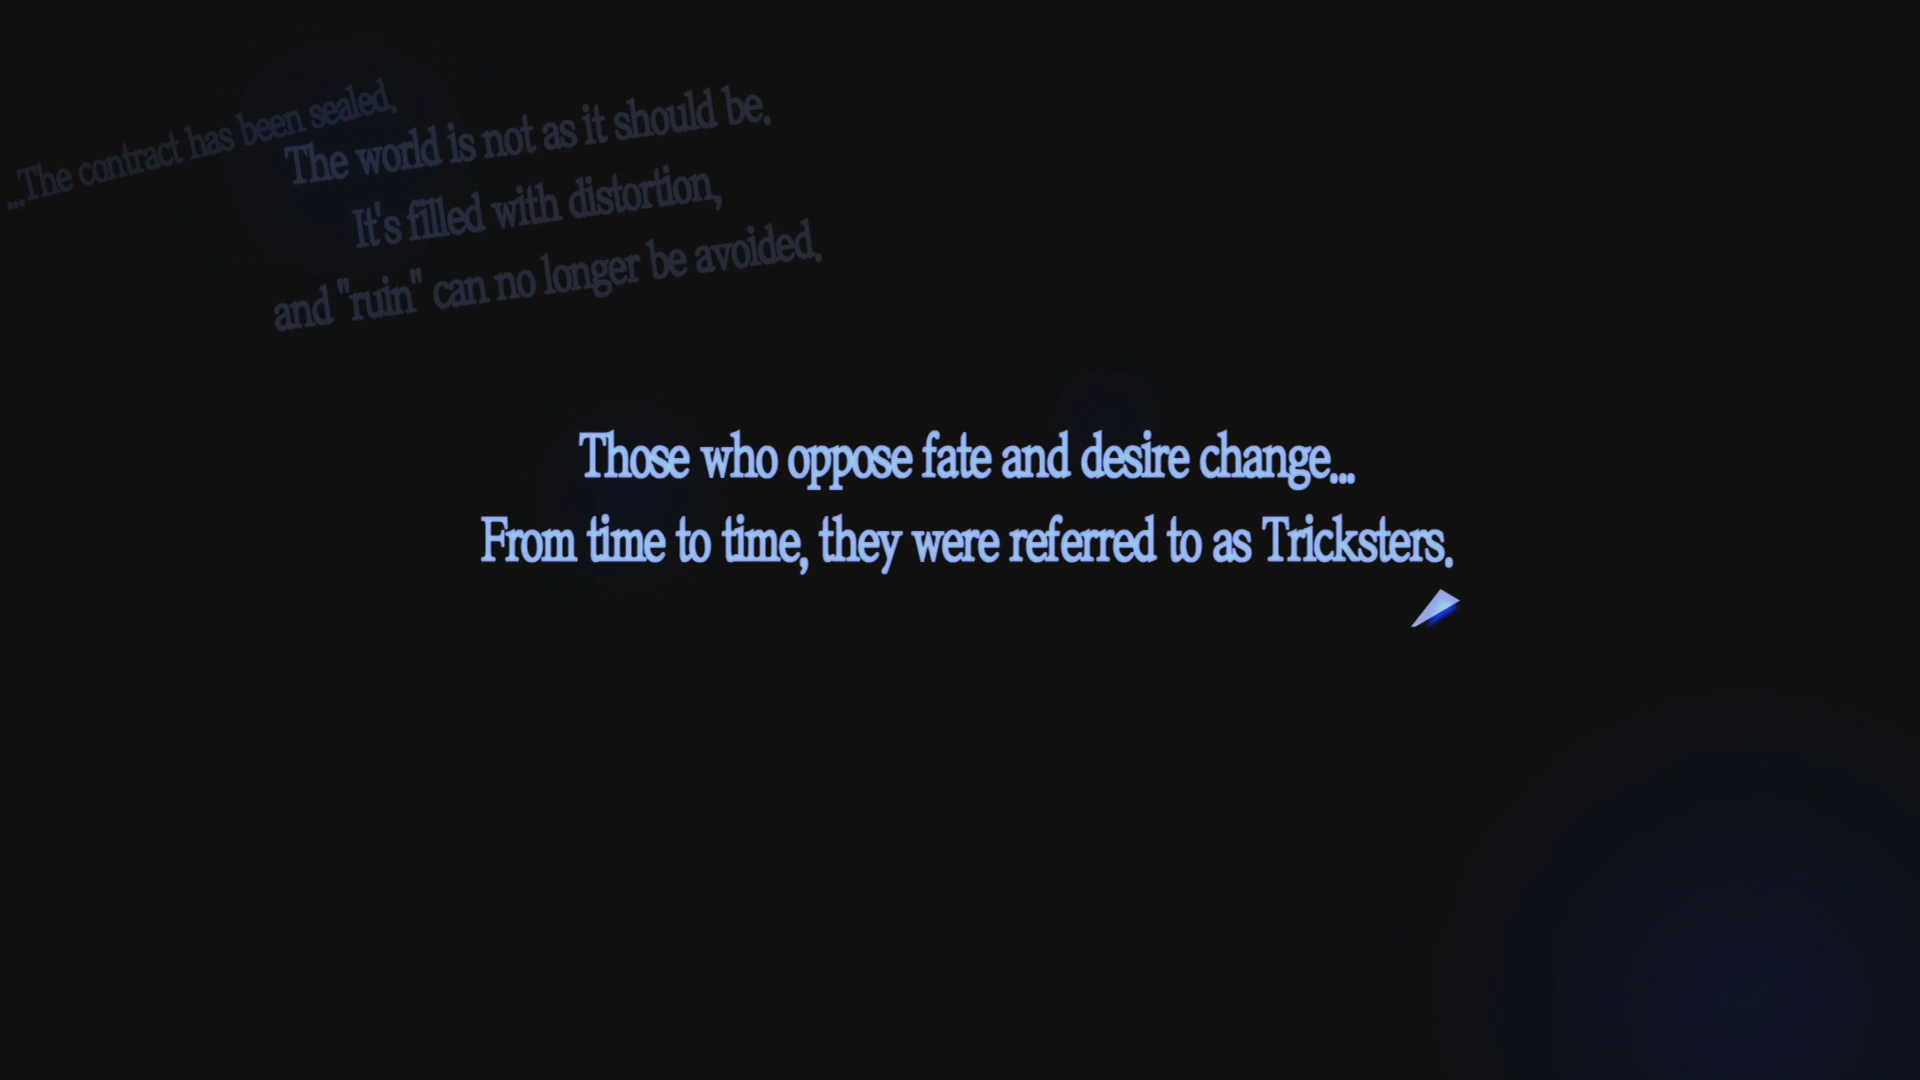 ...The contract has been sealed.
The world is not as it should be.
It's filled with distortion,
and "ruin" can no longer be avoided.
Those who oppose fate and desire change...
From time to time, they were referred to as Tricksters.